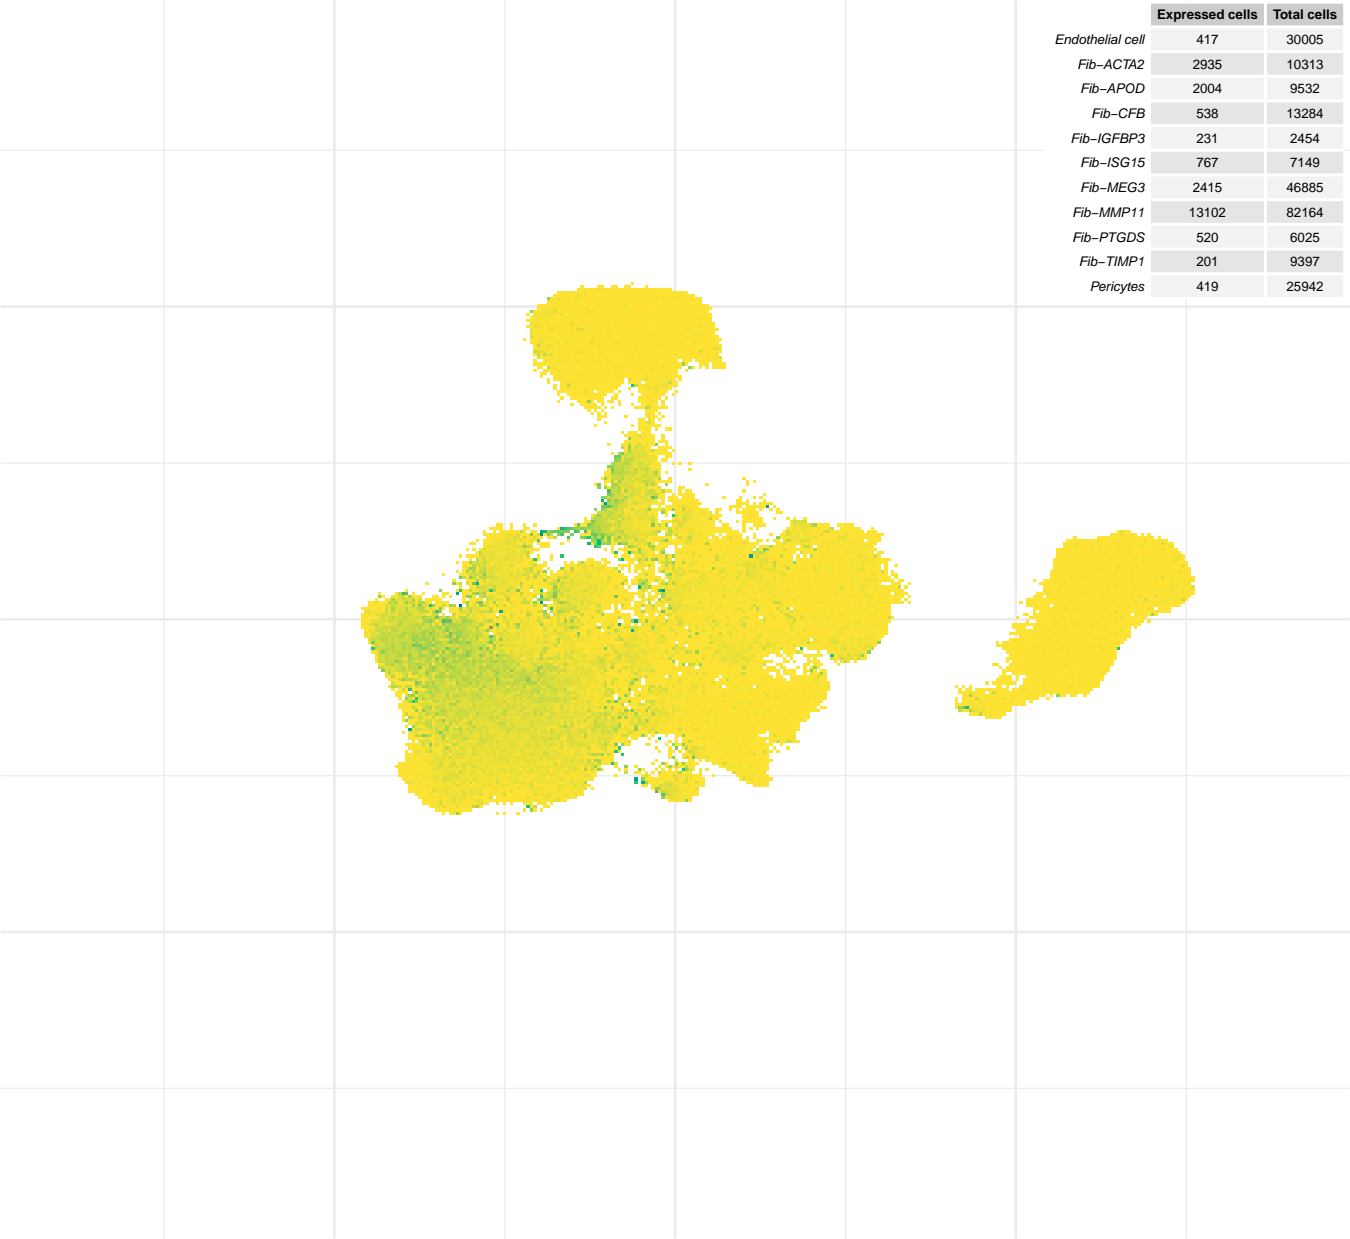 Expressed cells Total cells
Endothelial cell 417 30005
Fib−ACTA2 2935 10313
Fib−APOD 2004 9532
Fib−CFB 538 13284
Fib−IGFBP3 231 2454
Fib−ISG15 767 7149
Fib−MEG3 2415 46885
Fib−MMP11 13102 82164
Fib−PTGDS 520 6025
Fib−TIMP1 201 9397
Pericytes 419 25942